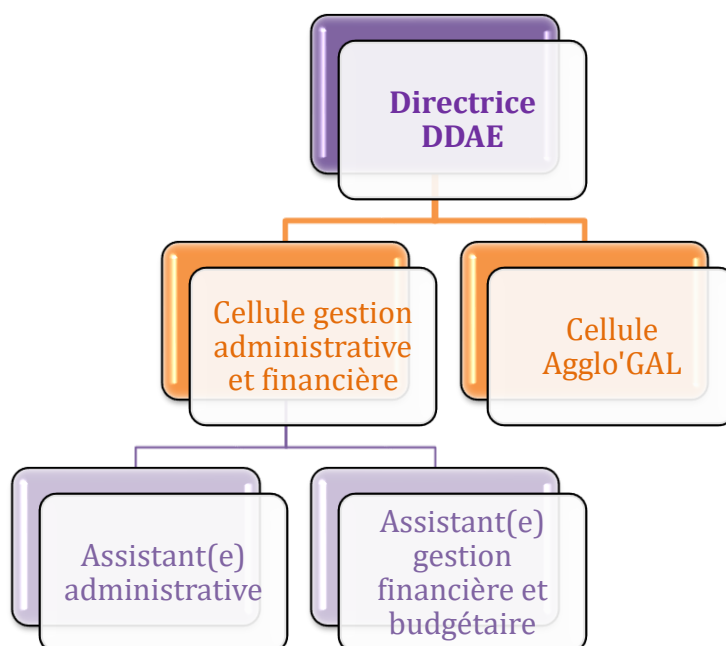 Directrice
DDAE
Cellule gestion
administrative
et financière
Cellule
Agglo'GAL
Assistant(e)
administrative
Assistant(e)
gestion
financière et
budgétaire